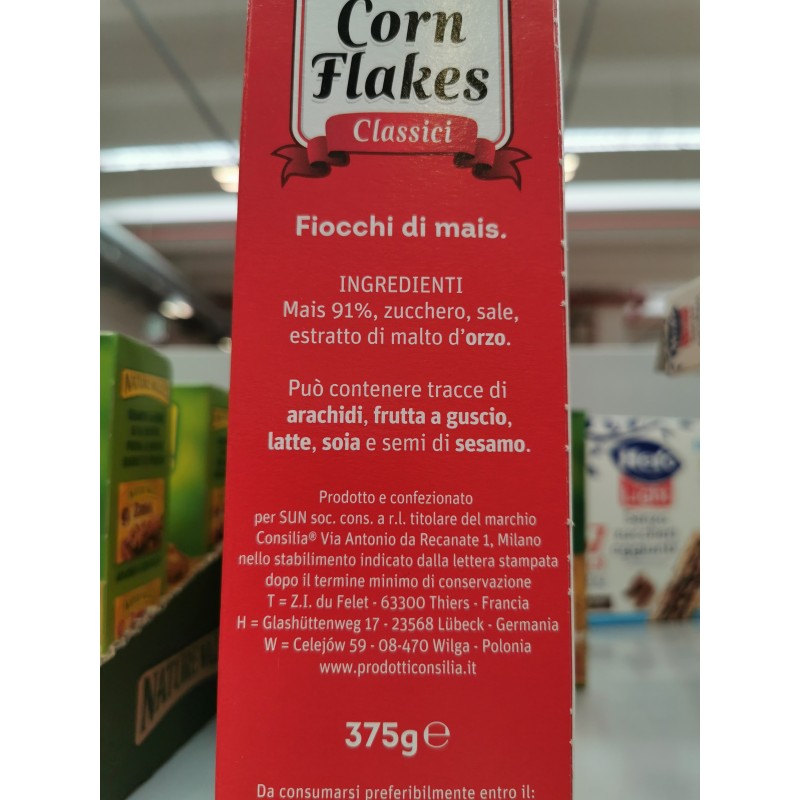 Corn
Flakes
Classici
Fiocchi di mais.
INGREDIENTI
Mais 91%, zucchero, sale,
estratto di malto d'orzo.
Può contenere tracce di
arachidi, frutta a guscio,
latte, soia e semi di sesamo.
Prodotto e confezionato
per SUN soc. cons. a r.l. titolare del marchio
Consilia® Via Antonio da Recanate 1, Milano
nello stabilimento indicato dalla lettera stampata
dopo il termine minimo di conservazione
T = Z.I. du Felet - 63300 Thiers - Francia
H = Glashüttenweg 17 - 23568 Lübeck - Germania
W = Celejów 59 - 08-470 Wilga - Polonia
www.prodotticonsilia.it
375g ℮
Da consumarsi preferibilmente entro il:
Hero
Light